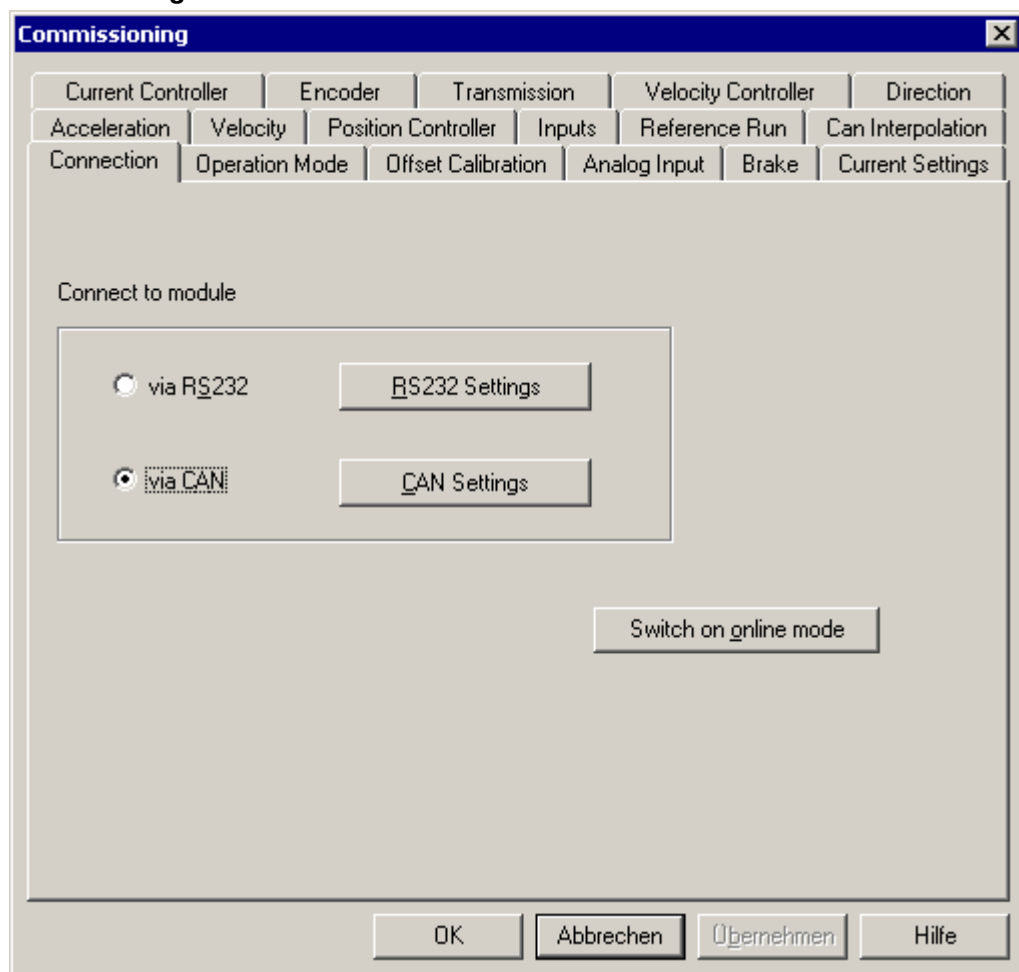 Commissioning
Current Controller Encoder Transmission Velocity Controller Direction
Acceleration Velocity Position Controller Inputs Reference Run Can Interpolation
Connection Operation Mode Offset Calibration Analog Input Brake Current Settings
Connect to module
via RS232 RS232 Settings
via CAN CAN Settings
Switch on online mode
OK Abbrechen Übernehmen Hilfe